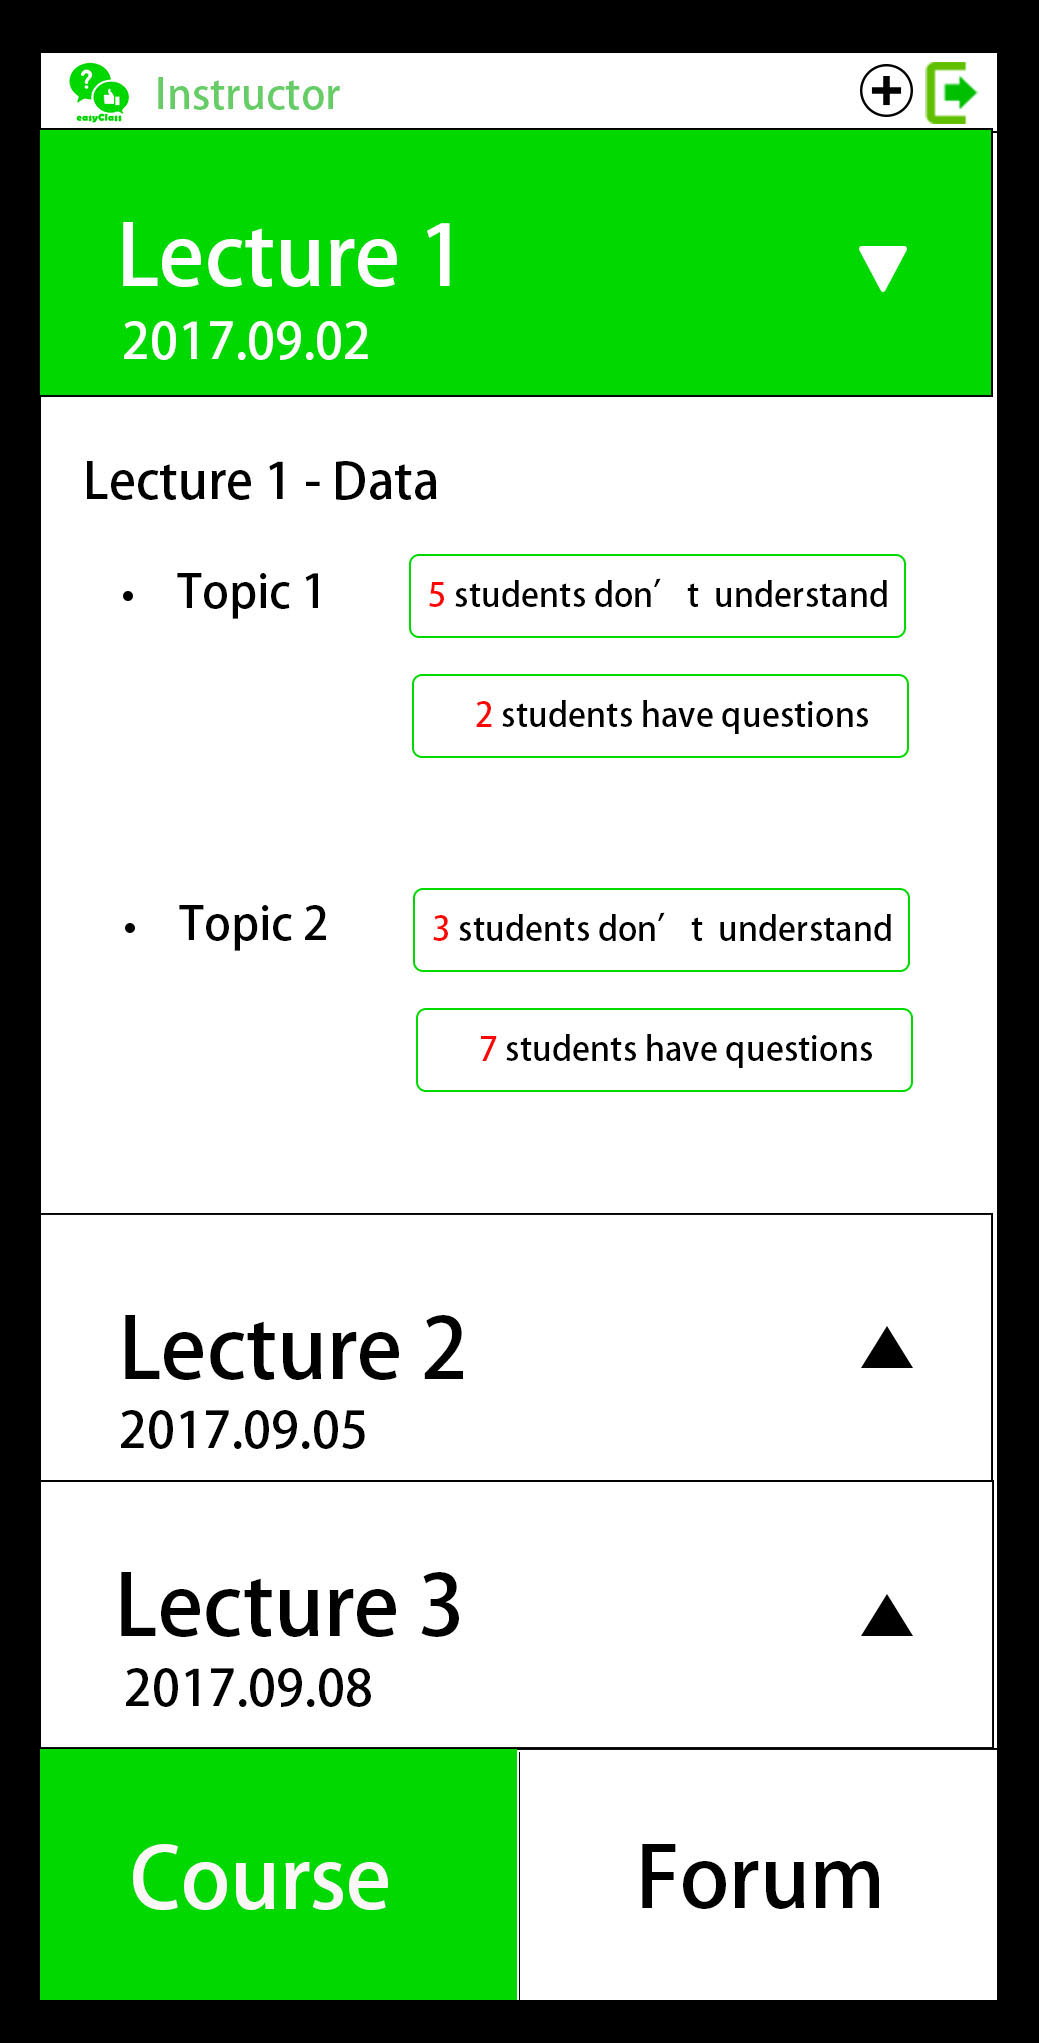 ?
easyClass
Instructor
Lecture 1
2017.09.02
Lecture 1 - Data
• Topic 1
5 students don′ t understand
2 students have questions
• Topic 2
3 students don′ t understand
7 students have questions
Lecture 2
2017.09.05
Lecture 3
2017.09.08
Course
Forum